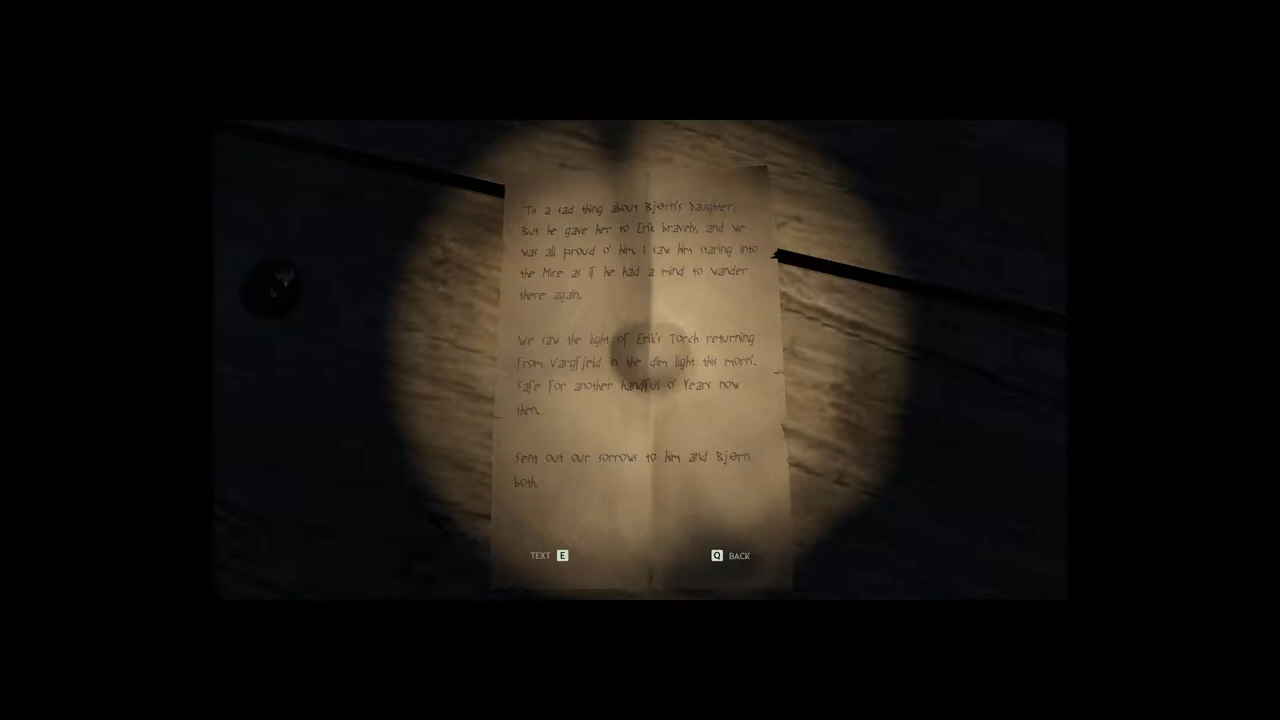 'Tis a sad thing about Bjørn's Daughter.
But he gave her to Erik bravely, and we
was all proud o' him. I saw him staring into
the Mire as if he had a mind to wander
there again.
We saw the light of Erik's Torch returning
from Vargfjeld in the dim light this morn'.
Safe for another handful o' Years now
then.
Sent out our sorrows to him and Bjørn
both.
TEXT E
Q BACK